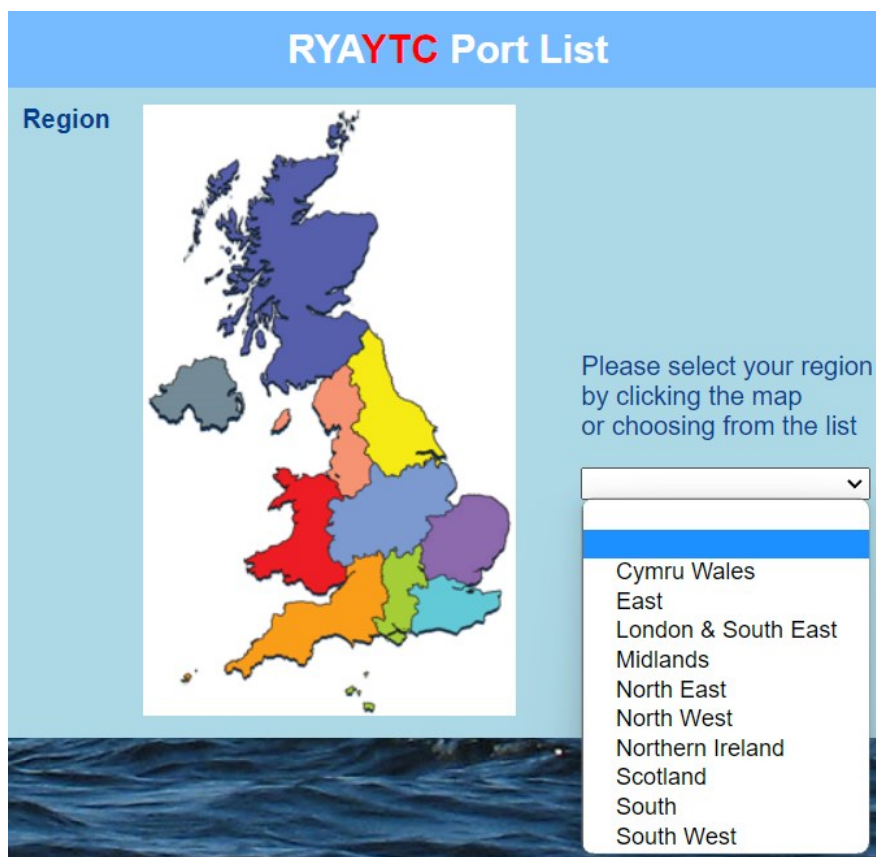 RYAYTC Port List
Region
Please select your region
by clicking the map
or choosing from the list
Cymru Wales
East
London & South East
Midlands
North East
North West
Northern Ireland
Scotland
South
South West